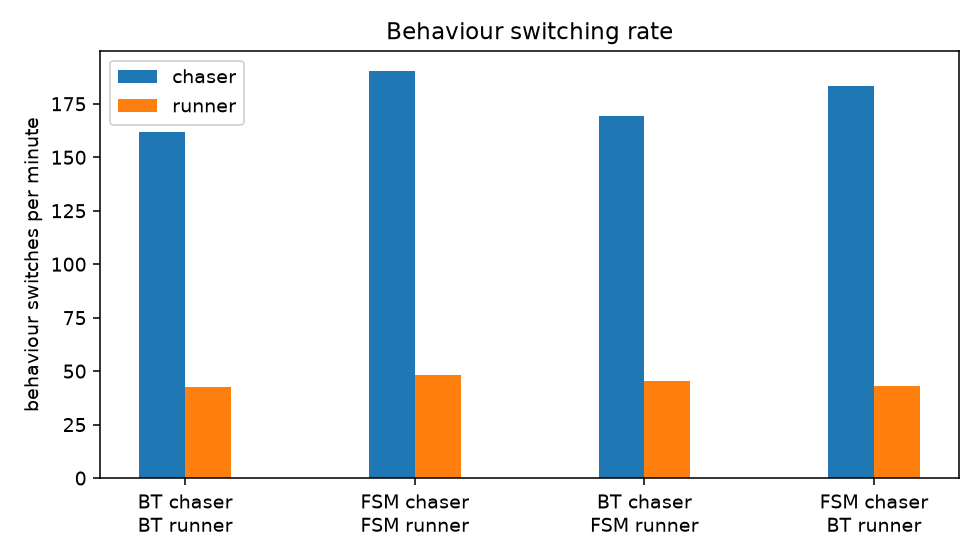 Behaviour switching rate
chaser
runner
behaviour switches per minute
175
150
125
100
75
50
25
0
BT chaser
BT runner
FSM chaser
FSM runner
BT chaser
FSM runner
FSM chaser
BT runner